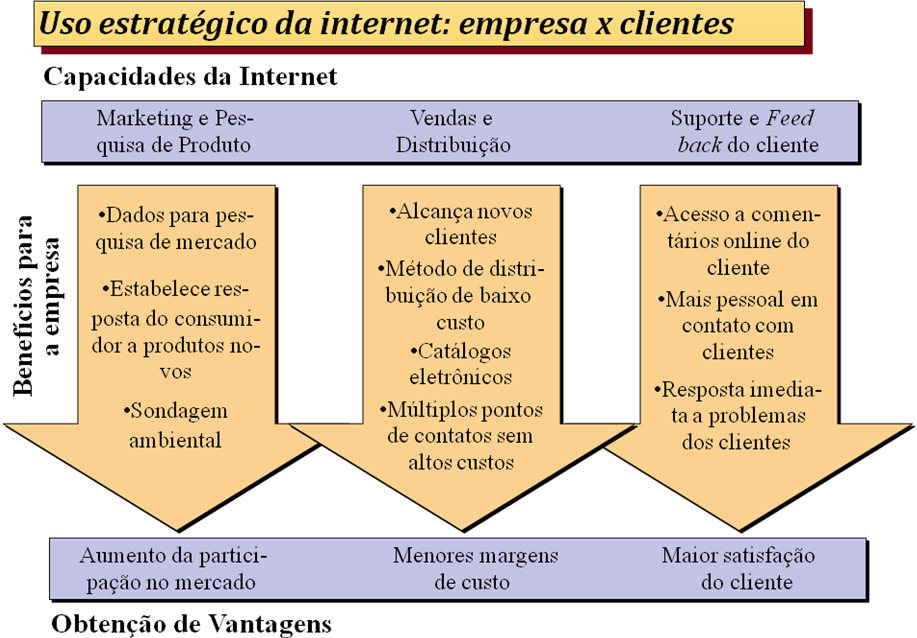 Uso estratégico da internet: empresa x clientes
Capacidades da Internet
Marketing e Pes-
quisa de Produto
Vendas e
Distribuição
Suporte e Feed
back do cliente
Benefícios para
a empresa
•Dados para pes-
quisa de mercado
•Estabelece res-
posta do consumi-
dor a produtos no-
vos
•Sondagem
ambiental
•Alcança novos
clientes
•Método de distri-
buição de baixo
custo
•Catálogos
eletrônicos
•Múltiplos pontos
de contatos sem
altos custos
•Acesso a comen-
tários online do
cliente
•Mais pessoal em
contato com
clientes
•Resposta imedia-
ta a problemas
dos clientes
Aumento da partici-
pação no mercado
Menores margens
de custo
Maior satisfação
do cliente
Obtenção de Vantagens